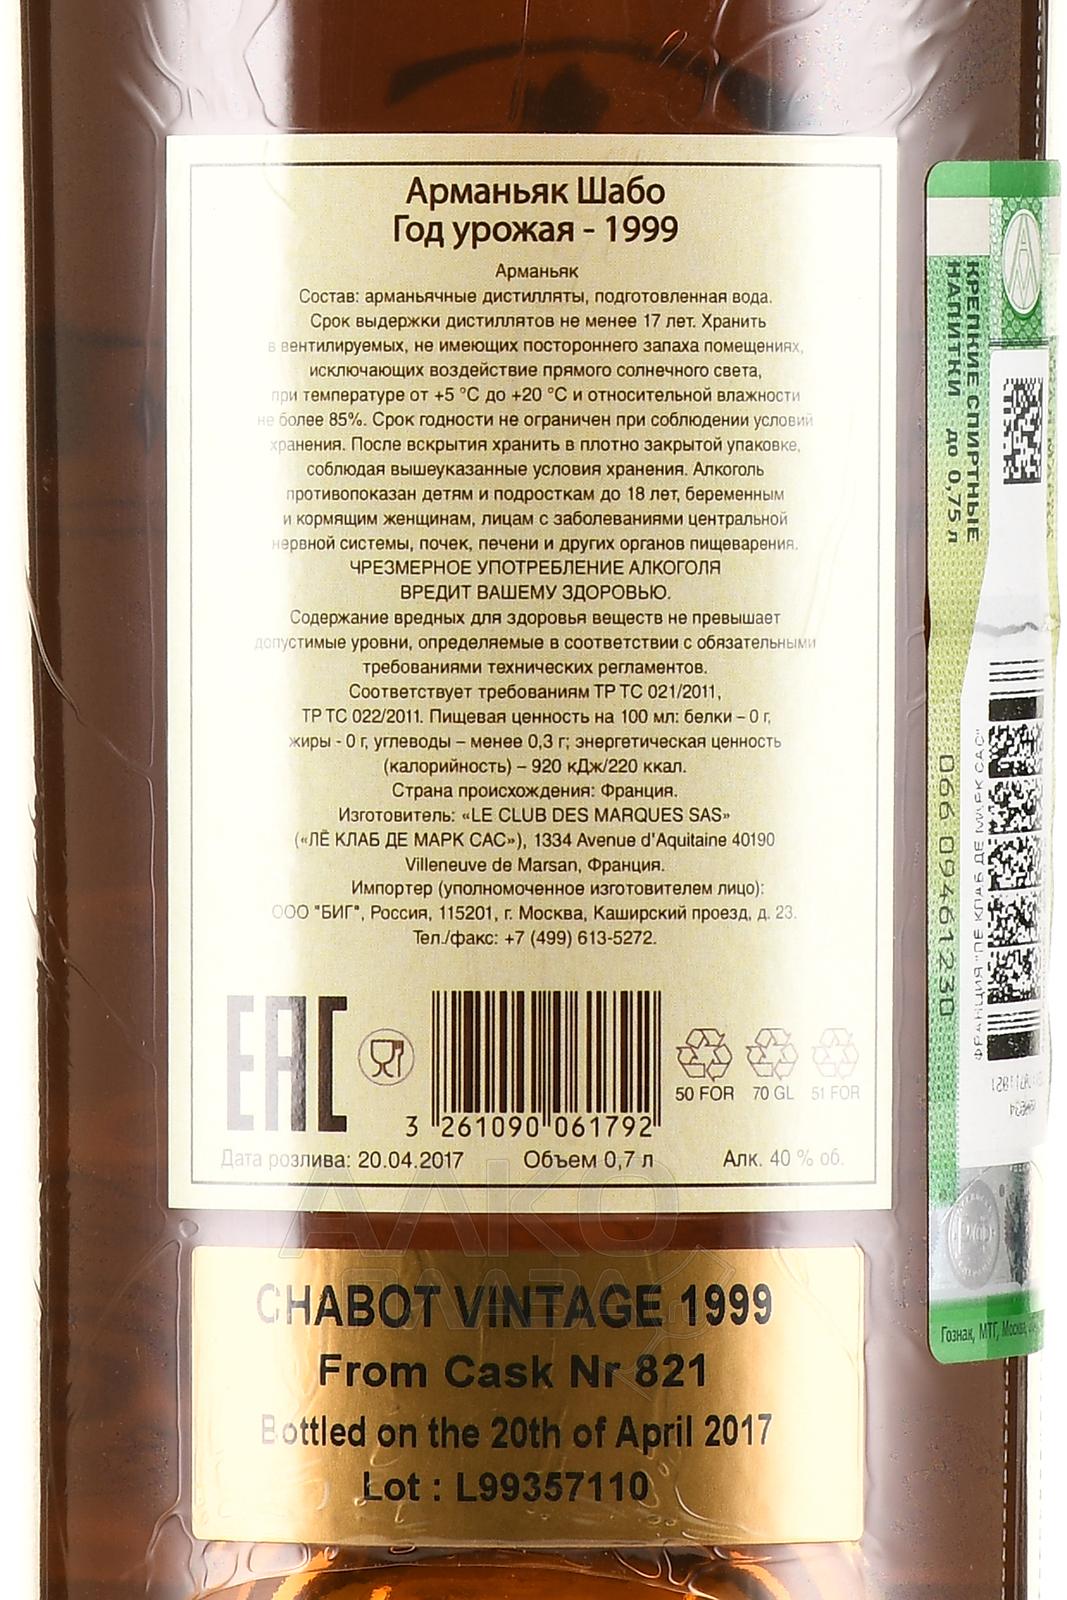 Арманьяк Шабо
Год урожая - 1999
Арманьяк
Состав: арманьячные дистилляты, подготовленная вода.
Срок выдержки дистиллятов не менее 17 лет. Хранить
в вентилируемых, не имеющих постороннего запаха помещениях,
исключающих воздействие прямого солнечного света,
при температуре от +5 °С до +20 °С и относительной влажности
не более 85%. Срок годности не ограничен при соблюдении условий
хранения. После вскрытия хранить в плотно закрытой упаковке,
соблюдая вышеуказанные условия хранения. Алкоголь
противопоказан детям и подросткам до 18 лет, беременным
и кормящим женщинам, лицам с заболеваниями центральной
нервной системы, почек, печени и других органов пищеварения.
ЧРЕЗМЕРНОЕ УПОТРЕБЛЕНИЕ АЛКОГОЛЯ
ВРЕДИТ ВАШЕМУ ЗДОРОВЬЮ.
Содержание вредных для здоровья веществ не превышает
допустимые уровни, определяемые в соответствии с обязательными
требованиями технических регламентов.
Соответствует требованиям ТР ТС 021/2011,
ТР ТС 022/2011. Пищевая ценность на 100 мл: белки – 0 г,
жиры - 0 г, углеводы – менее 0,3 г; энергетическая ценность
(калорийность) – 920 кДж/220 ккал.
Страна происхождения: Франция.
Изготовитель: «LE CLUB DES MARQUES SAS»
(«ЛЁ КЛАБ ДЕ МАРК САС»), 1334 Avenue d'Aquitaine 40190
Villeneuve de Marsan, Франция.
Импортер (уполномоченное изготовителем лицо):
ООО "БИГ", Россия, 115201, г. Москва, Каширский проезд, д. 23.
Тел./факс: +7 (499) 613-5272.
EAC
50 FOR 70 GL 51 FOR
3 261090 061792
Дата розлива: 20.04.2017 Объем 0,7 л Алк. 40 % об.
CHABOT VINTAGE 1999
From Cask Nr 821
Bottled on the 20th of April 2017
Lot : L99357110
КРЕПКИЕ СПИРТНЫЕ
НАПИТКИ до 0,75 л
066 09461230
ФРАНЦИЯ "ЛЕ КЛАБ ДЕ МАРК САС"
Гознак, МТГ, Москва,
АЛКО
ПЛАЗА